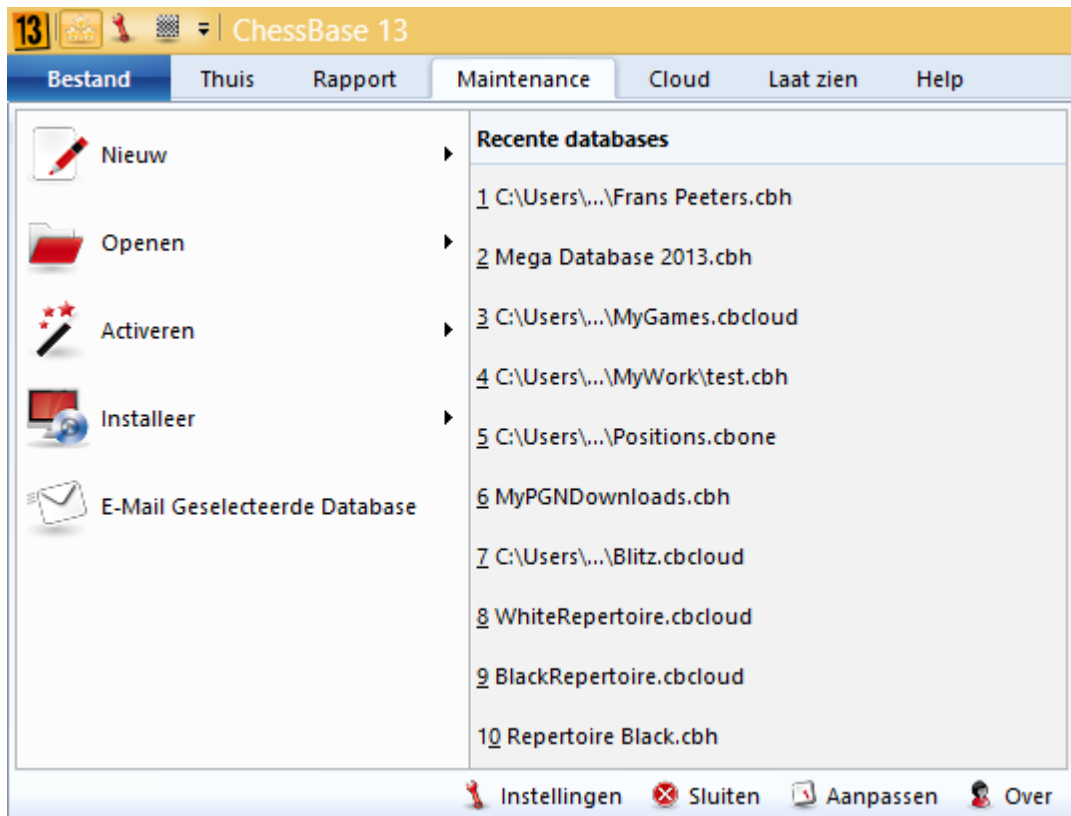 13 ChessBase 13
Bestand Thuis Rapport Maintenance Cloud Laat zien Help
Nieuw
Openen
Activeren
Installeer
E-Mail Geselecteerde Database
Recente databases
1 C:\Users\...\Frans Peeters.cbh
2 Mega Database 2013.cbh
3 C:\Users\...\MyGames.cbcloud
4 C:\Users\...\MyWork\test.cbh
5 C:\Users\...\Positions.cbone
6 MyPGNDownloads.cbh
7 C:\Users\...\Blitz.cbcloud
8 WhiteRepertoire.cbcloud
9 BlackRepertoire.cbcloud
10 Repertoire Black.cbh
Instellingen Sluiten Aanpassen Over